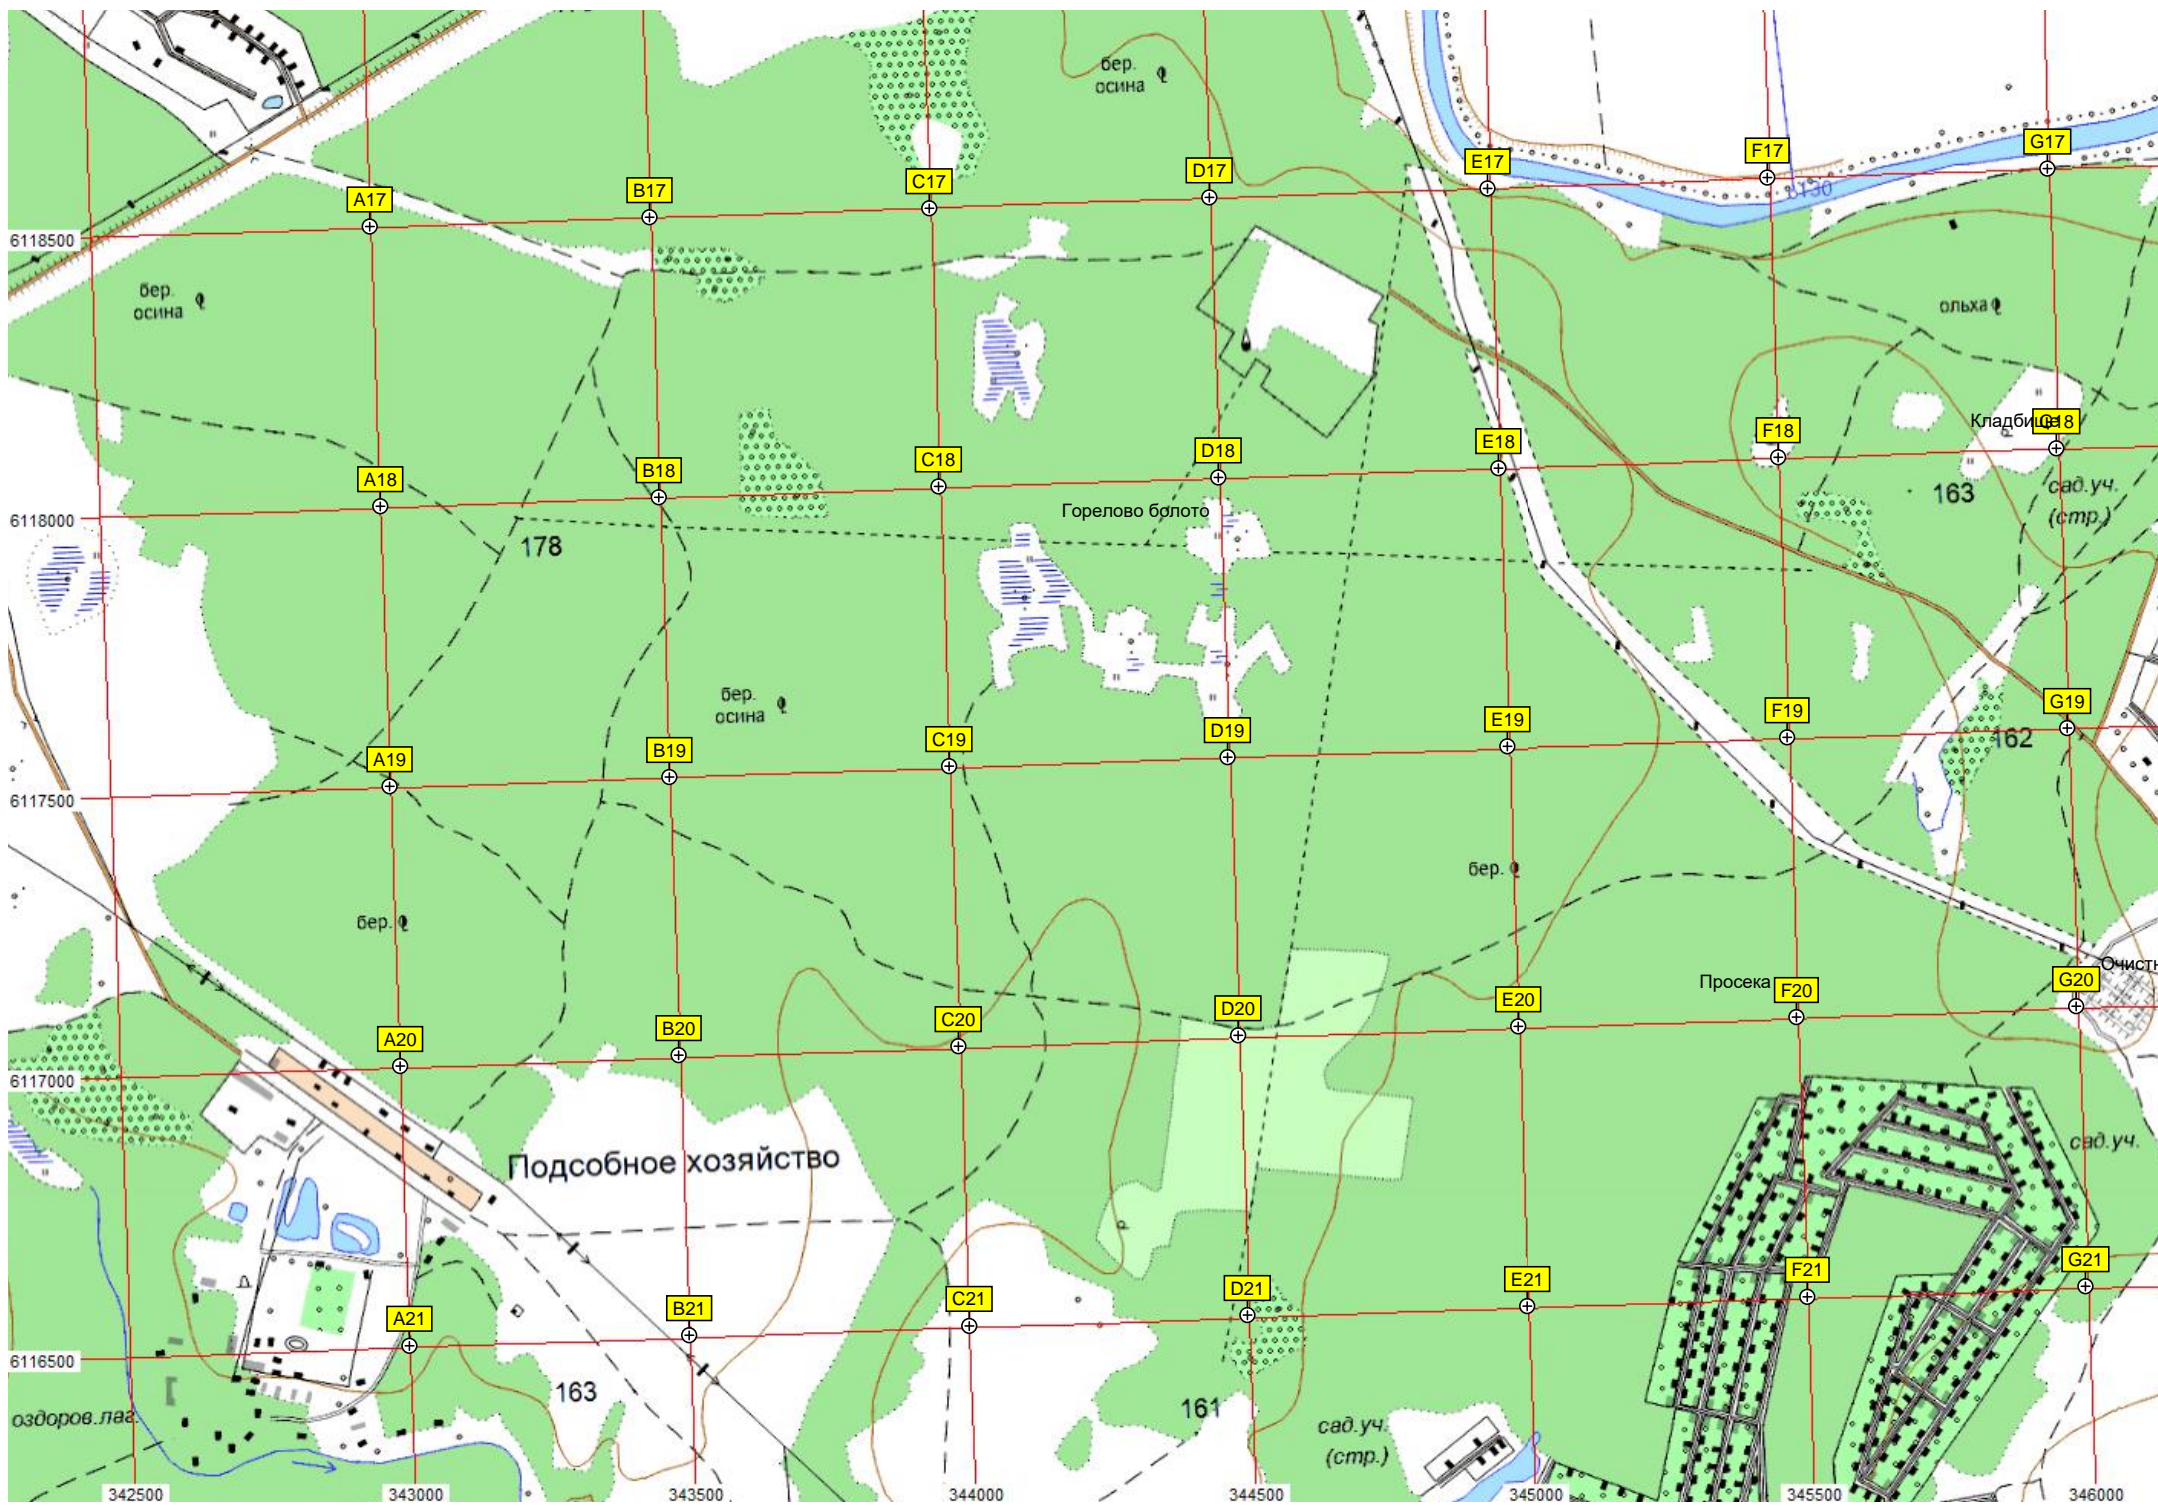 бер.
осина
G17
F17
E17
D17
C17
B17
A17
8130
6118500
бер.
осина
ольха
Кладбище
G18
F18
E18
D18
C18
B18
A18
163
сад.уч.
(стр.)
Горелово болото
6118000
178
бер.
осина
G19
F19
E19
D19
C19
B19
A19
162
6117500
бер.
бер.
Очистн
Просека
G20
F20
E20
D20
C20
B20
A20
6117000
сад.уч.
Подсобное хозяйство
G21
F21
E21
D21
C21
B21
A21
6116500
163
161
оздоров.лаг.
сад.уч.
(стр.)
342500
343000
343500
344000
344500
345000
345500
346000